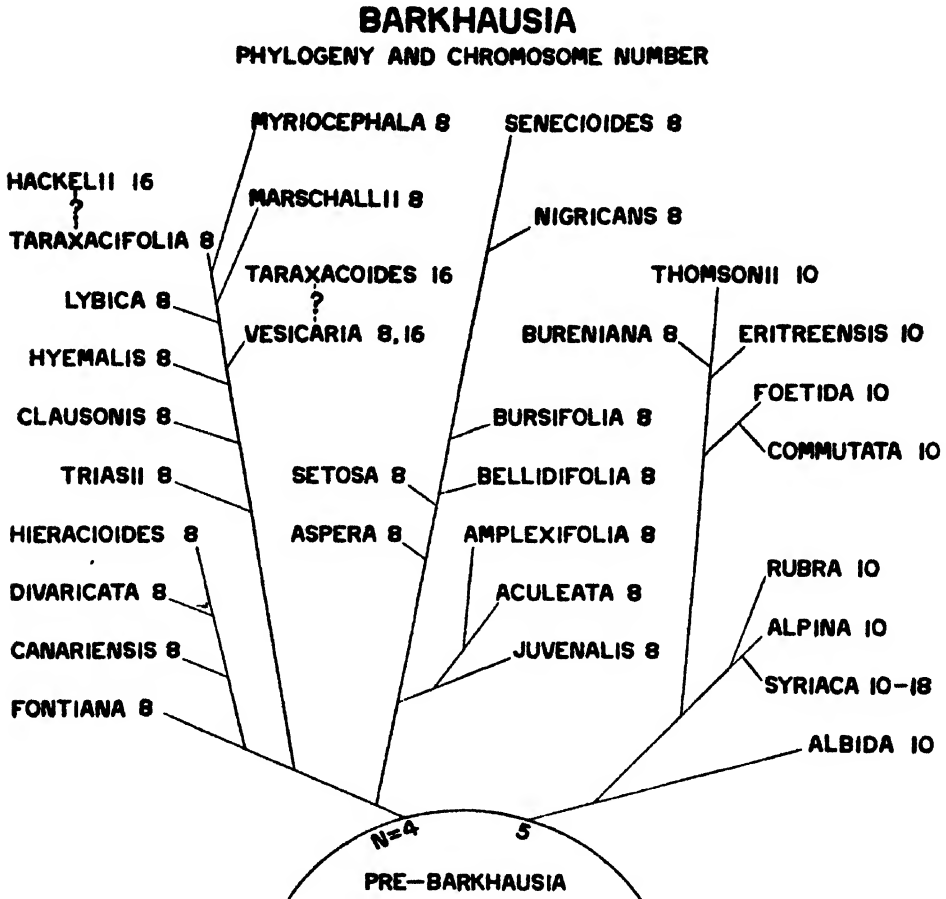 BARKHAUSIA
PHYLOGENY AND CHROMOSOME NUMBER
MYRIOCEPHALA 8
SENECIOIDES 8
HACKELII 16
?
MARSCHALLII 8
NIGRICANS 8
TARAXACIFOLIA 8
TARAXACOIDES 16
?
THOMSONII 10
LYBICA 8
VESICARIA 8,16
BURENIANA 8
ERITREENSIS 10
HYEMALIS 8
FOETIDA 10
CLAUSONIS 8
BURSIFOLIA 8
COMMUTATA 10
TRIASII 8
SETOSA 8
BELLIDIFOLIA 8
HIERACIOIDES 8
ASPERA 8
AMPLEXIFOLIA 8
RUBRA 10
DIVARICATA 8
ACULEATA 8
ALPINA 10
CANARIENSIS 8
JUVENALIS 8
SYRIACA 10-18
FONTIANA 8
ALBIDA 10
N=4
5
PRE-BARKHAUSIA